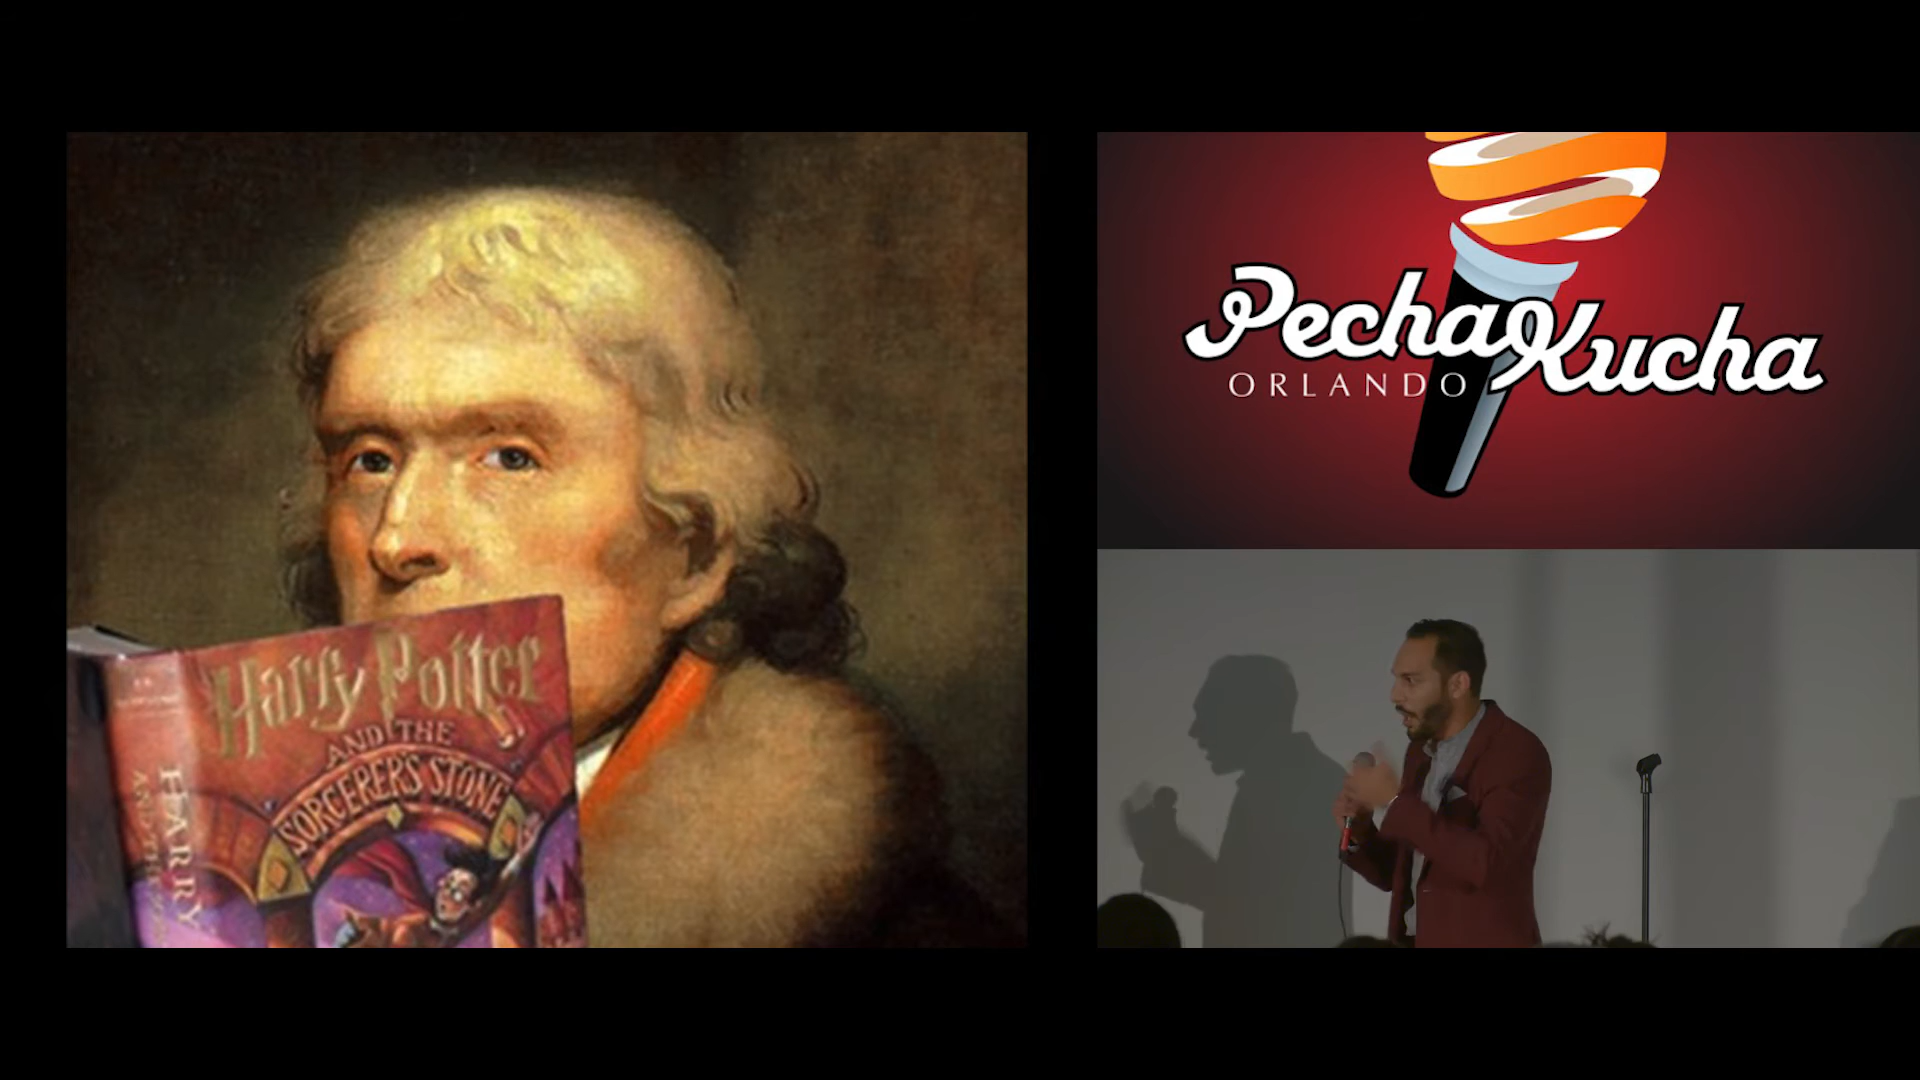 Harry Potter
AND THE
SORCERER'S STONE
HARRY
PechaKucha
ORLANDO